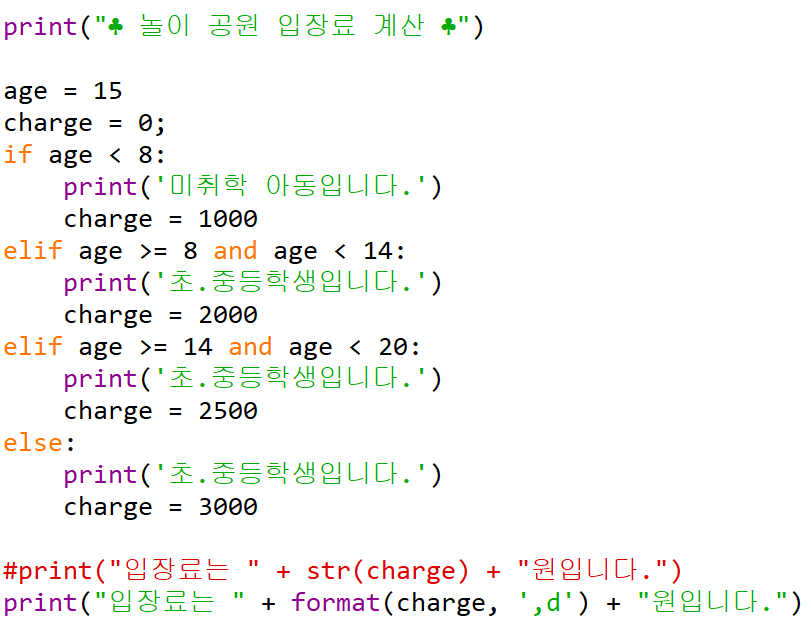 print("♣ 놀이 공원 입장료 계산 ♣")
age = 15
charge = 0;
if age < 8:
    print('미취학 아동입니다.')
    charge = 1000
elif age >= 8 and age < 14:
    print('초.중등학생입니다.')
    charge = 2000
elif age >= 14 and age < 20:
    print('초.중등학생입니다.')
    charge = 2500
else:
    print('초.중등학생입니다.')
    charge = 3000
#print("입장료는 " + str(charge) + "원입니다.")
print("입장료는 " + format(charge, ',d') + "원입니다.")